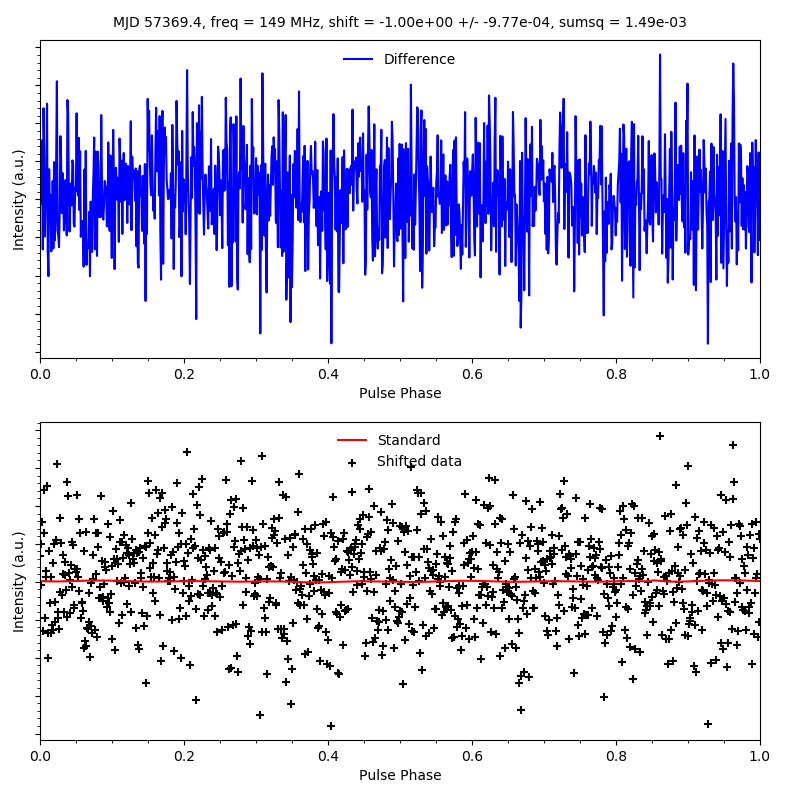 MJD 57369.4, freq = 149 MHz, shift = -1.00e+00 +/- -9.77e-04, sumsq = 1.49e-03
Difference
Intensity (a.u.)
0.0 0.2 0.4 0.6 0.8 1.0
Pulse Phase
Standard
Shifted data
Intensity (a.u.)
0.0 0.2 0.4 0.6 0.8 1.0
Pulse Phase